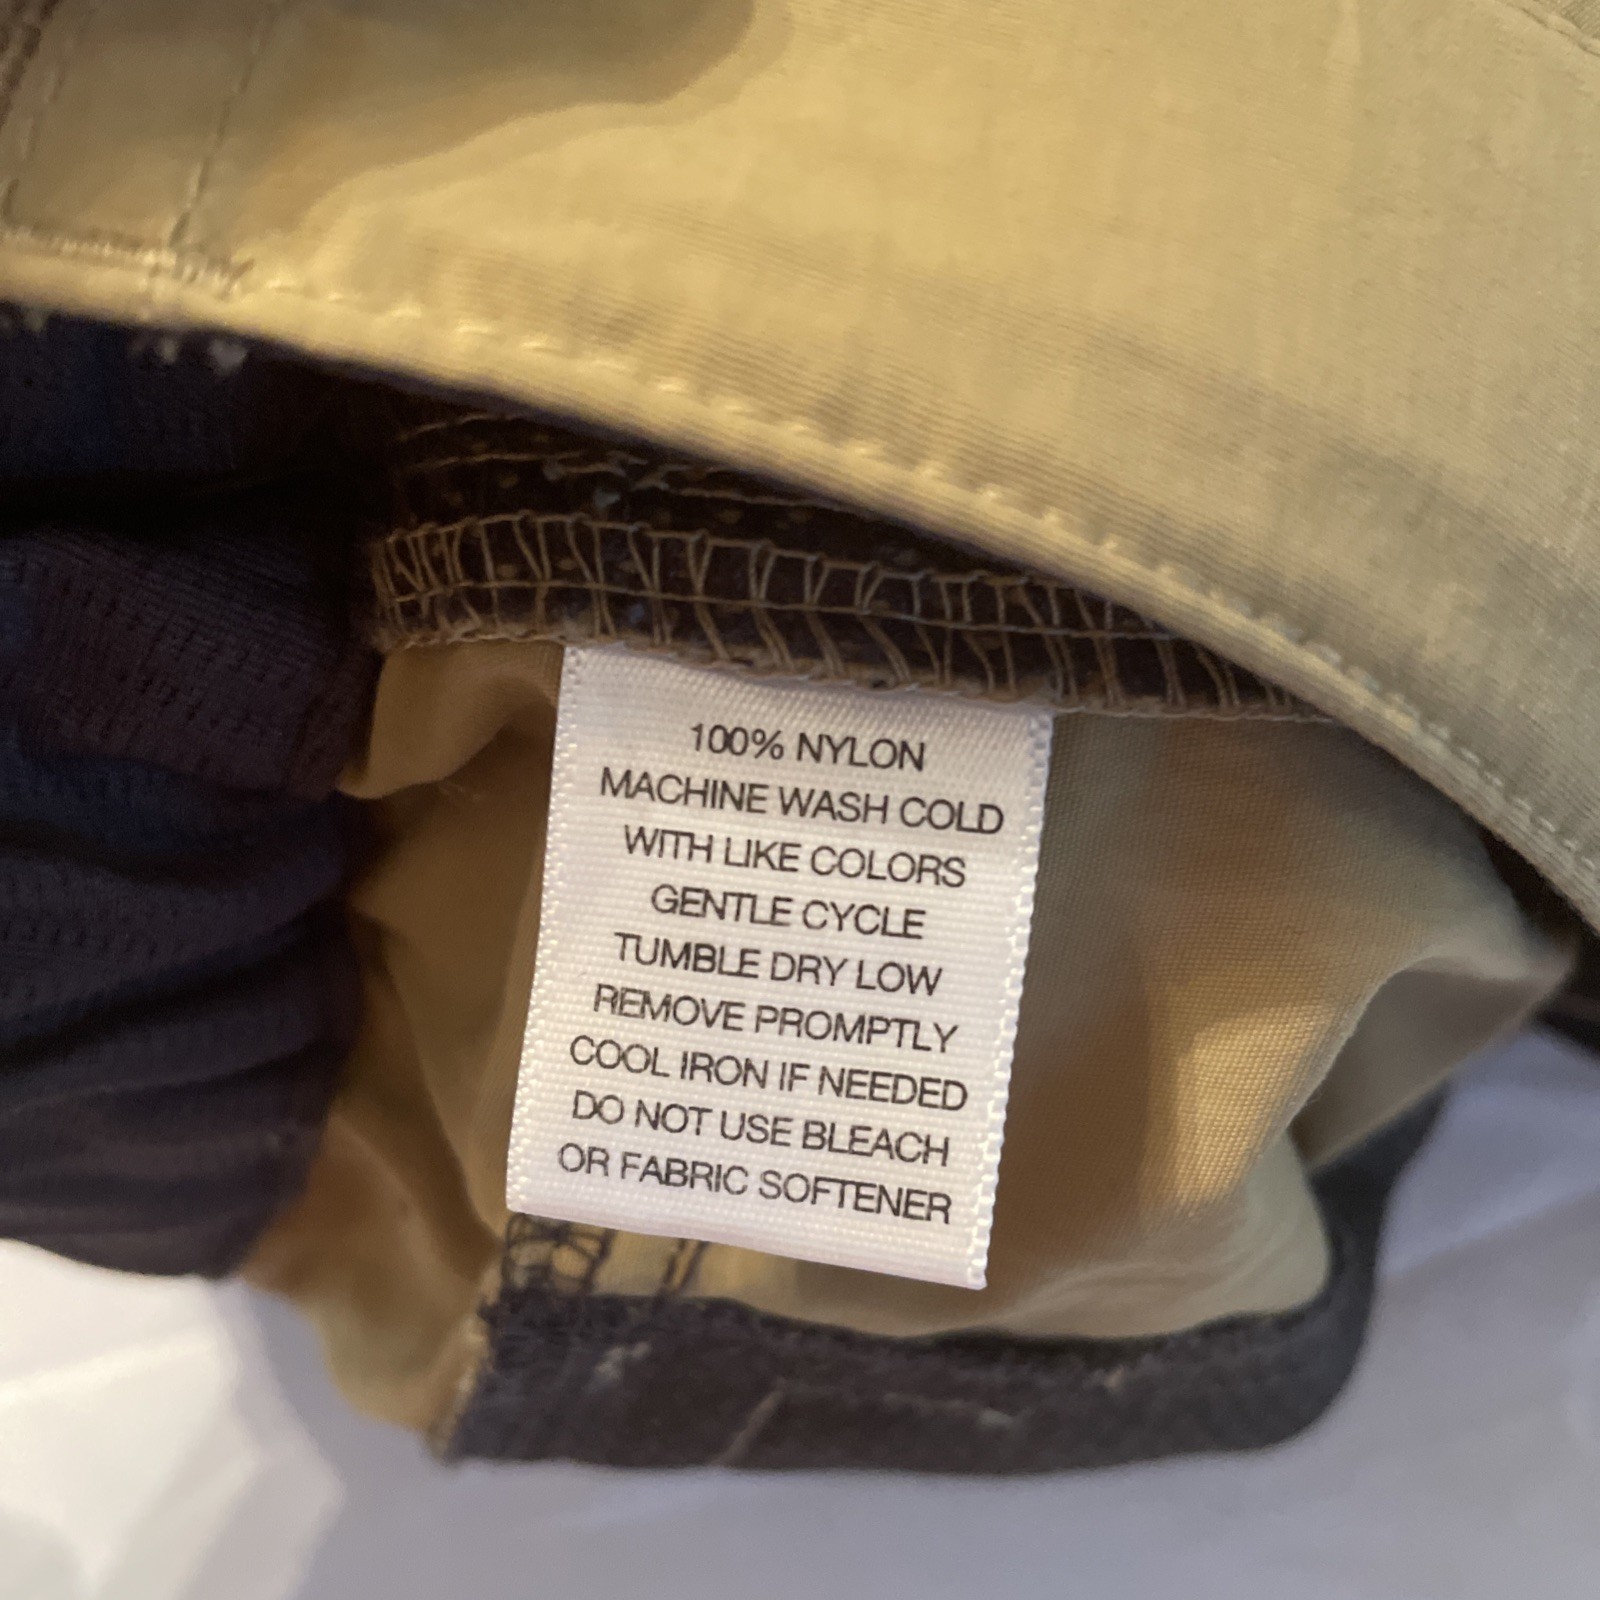 100% NYLON
MACHINE WASH COLD
WITH LIKE COLORS
GENTLE CYCLE
TUMBLE DRY LOW
REMOVE PROMPTLY
COOL IRON IF NEEDED
DO NOT USE BLEACH
OR FABRIC SOFTENER